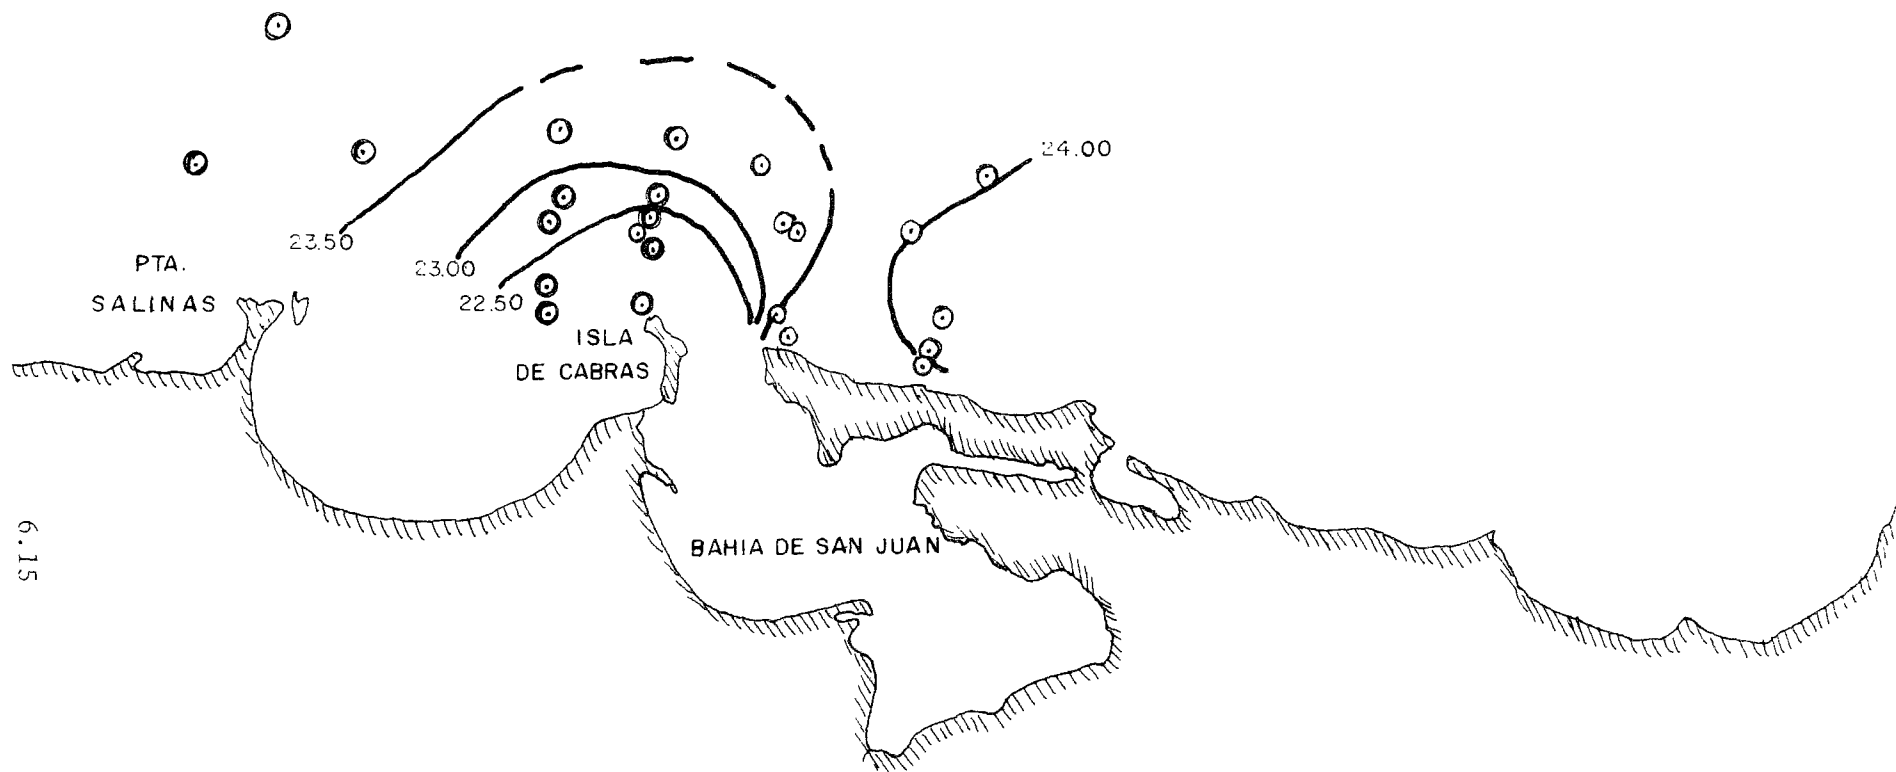 24.00
23.50
PTA.
SALINAS
23.00
22.50
ISLA
DE CABRAS
BAHIA DE SAN JUAN
6.15